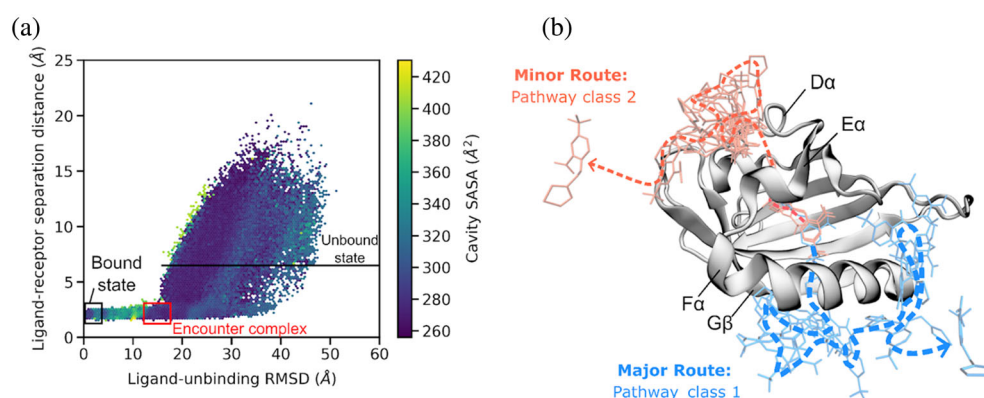 (a)
25
20
15
10
5
0
Ligand-receptor separation distance (Å)
Bound
state
Unbound
state
Encounter complex
0 10 20 30 40 50 60
Ligand-unbinding RMSD (Å)
420
400
380
360
340
320
300
280
260
Cavity SASA (Å²)
(b)
Minor Route:
Pathway class 2
Dα
Eα
Fα
Gβ
Major Route:
Pathway class 1